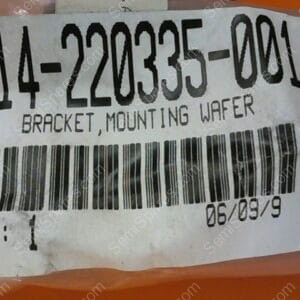 14-220335-001
BRACKET,MOUNTING WAFER
: 1
06/09/9